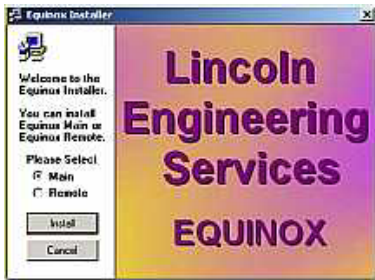 Equinox Installer
Welcome to the
Equinox Installer.
You can install
Equinox Main or
Equinox Remote.
Please Select
Main
Remote
Install
Cancel
Lincoln
Engineering
Services
EQUINOX